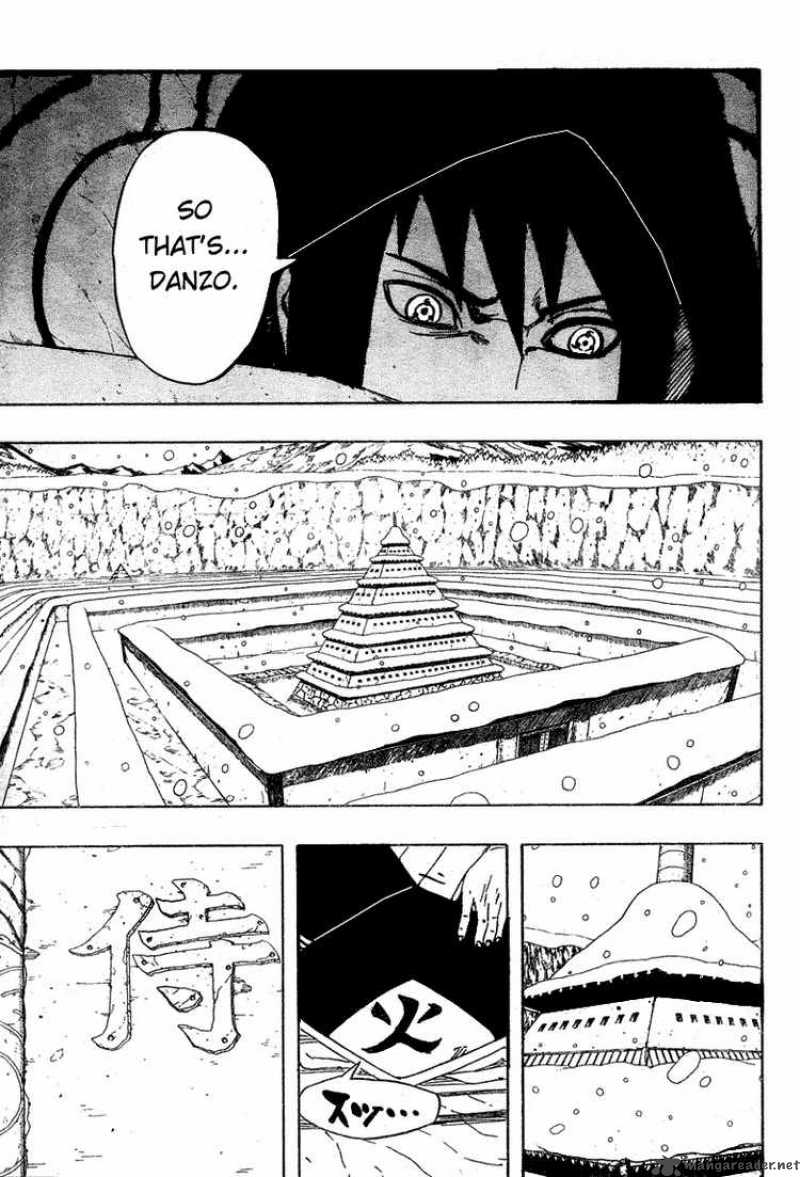 SO
THAT'S...
DANZO.
火
スッ...
侍
mangareader.net